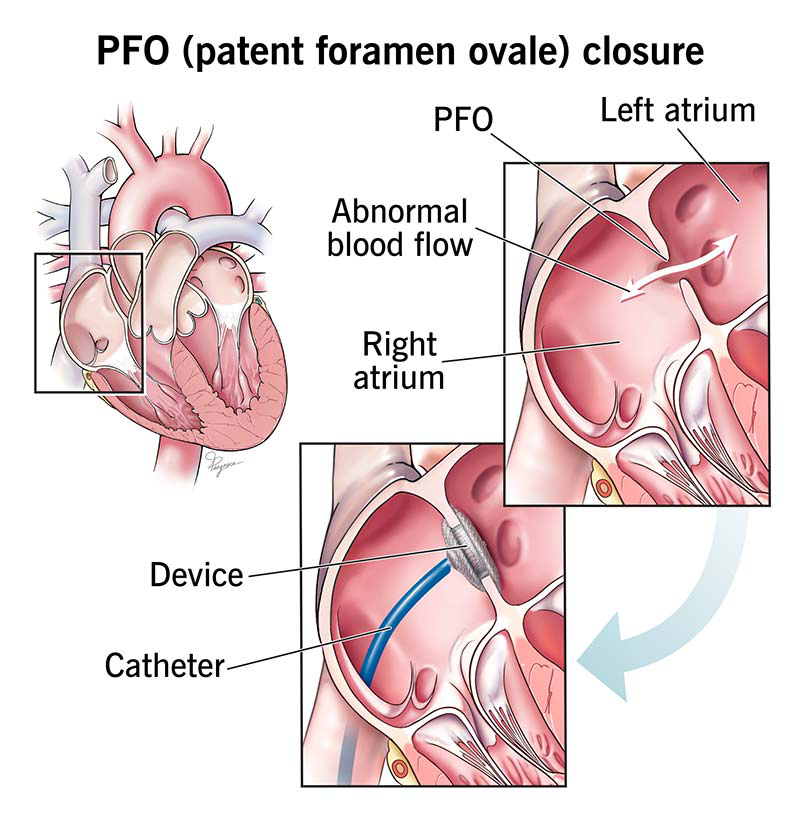 PFO (patent foramen ovale) closure
PFO
Left atrium
Abnormal
blood flow
Right
atrium
Device
Catheter